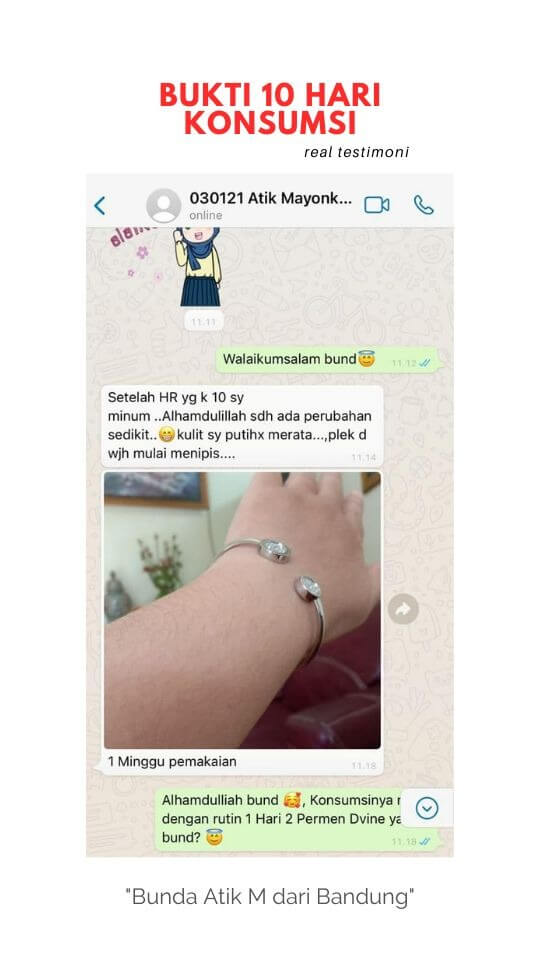 BUKTI 10 HARI
KONSUMSI
real testimoni
030121 Atik Mayonk...
online
11.11
Walaikumsalam bund😇 11.12
Setelah HR yg k 10 sy
minum ..Alhamdulillah sdh ada perubahan
sedikit..😁kulit sy putihx merata...,plek d
wjh mulai menipis....
11.14
1 Minggu pemakaian
11.18
Alhamdulliah bund 🥰, Konsumsinya
dengan rutin 1 Hari 2 Permen Dvine
bund? 😇
11.18
"Bunda Atik M dari Bandung"